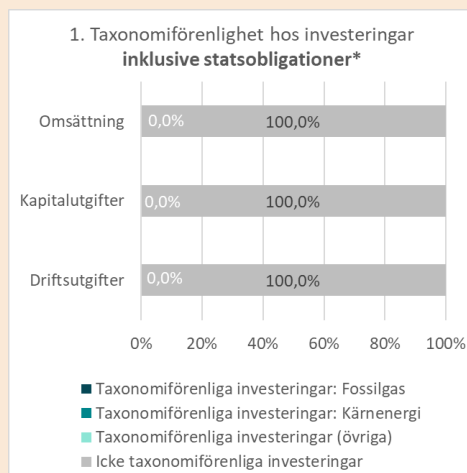 1. Taxonomiförenlighet hos investeringar
inklusive statsobligationer*
Omsättning 0,0% 100,0%
Kapitalutgifter 0,0% 100,0%
Driftsutgifter 0,0% 100,0%
0% 20% 40% 60% 80% 100%
Taxonomiförenliga investeringar: Fossilgas
Taxonomiförenliga investeringar: Kärnenergi
Taxonomiförenliga investeringar (övriga)
Icke taxonomiförenliga investeringar